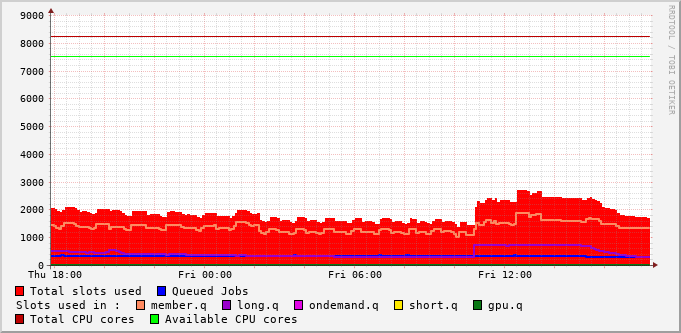 RRDTOOL / TOBI OETIKER
9000
8000
7000
6000
5000
4000
3000
2000
1000
0
Thu 18:00 Fri 00:00 Fri 06:00 Fri 12:00
Total slots used Queued Jobs
Slots used in : member.q long.q ondemand.q short.q gpu.q
Total CPU cores Available CPU cores